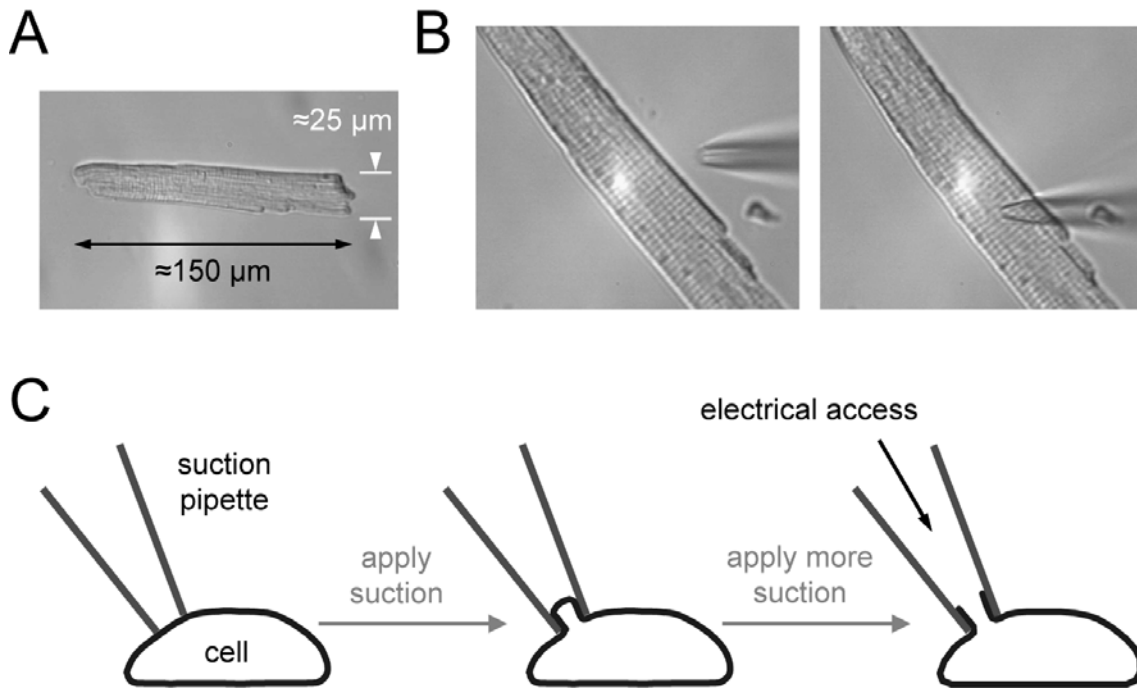 A
≈25 µm
≈150 µm
B
C
suction
pipette
cell
apply
suction
apply more
suction
electrical access